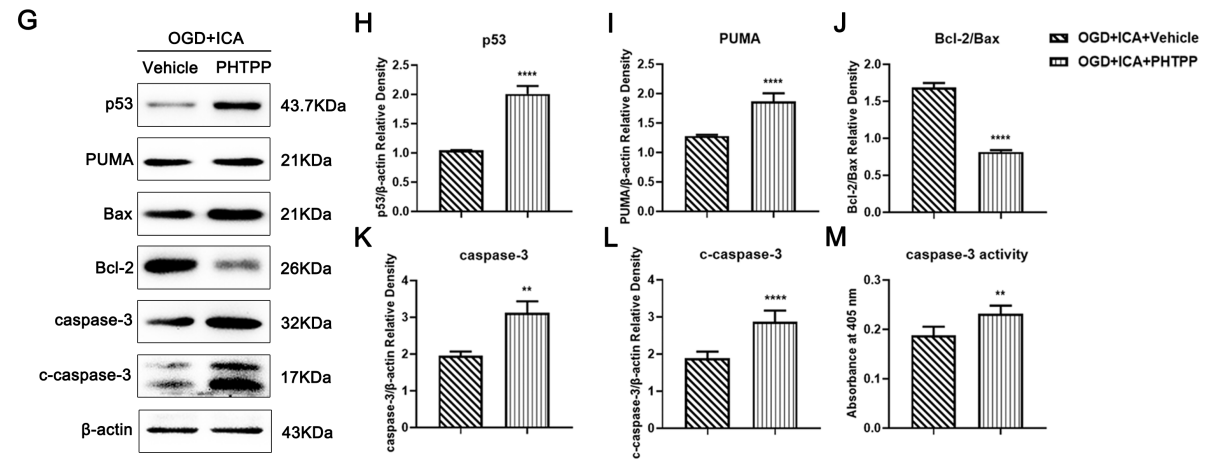 G
OGD+ICA
Vehicle PHTPP
p53 43.7KDa
PUMA 21KDa
Bax 21KDa
Bcl-2 26KDa
caspase-3 32KDa
c-caspase-3 17KDa
β-actin 43KDa
H
p53
p53/β-actin Relative Density
2.5
2.0
1.5
1.0
0.5
0.0
****
I
PUMA
PUMA/β-actin Relative Density
2.5
2.0
1.5
1.0
0.5
0.0
****
J
Bcl-2/Bax
Bcl-2/Bax Relative Density
2.0
1.5
1.0
0.5
0.0
****
OGD+ICA+Vehicle
OGD+ICA+PHTPP
K
caspase-3
caspase-3/β-actin Relative Density
4
3
2
1
0
**
L
c-caspase-3
c-caspase-3/β-actin Relative Density
4
3
2
1
0
****
M
caspase-3 activity
Absorbance at 405 nm
0.3
0.2
0.1
0.0
**